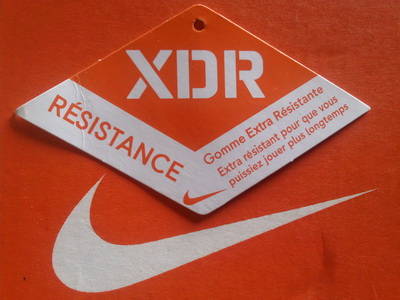 XDR
RÉSISTANCE
Gomme Extra Résistante
Extra résistant pour que vous
puissiez jouer plus longtemps